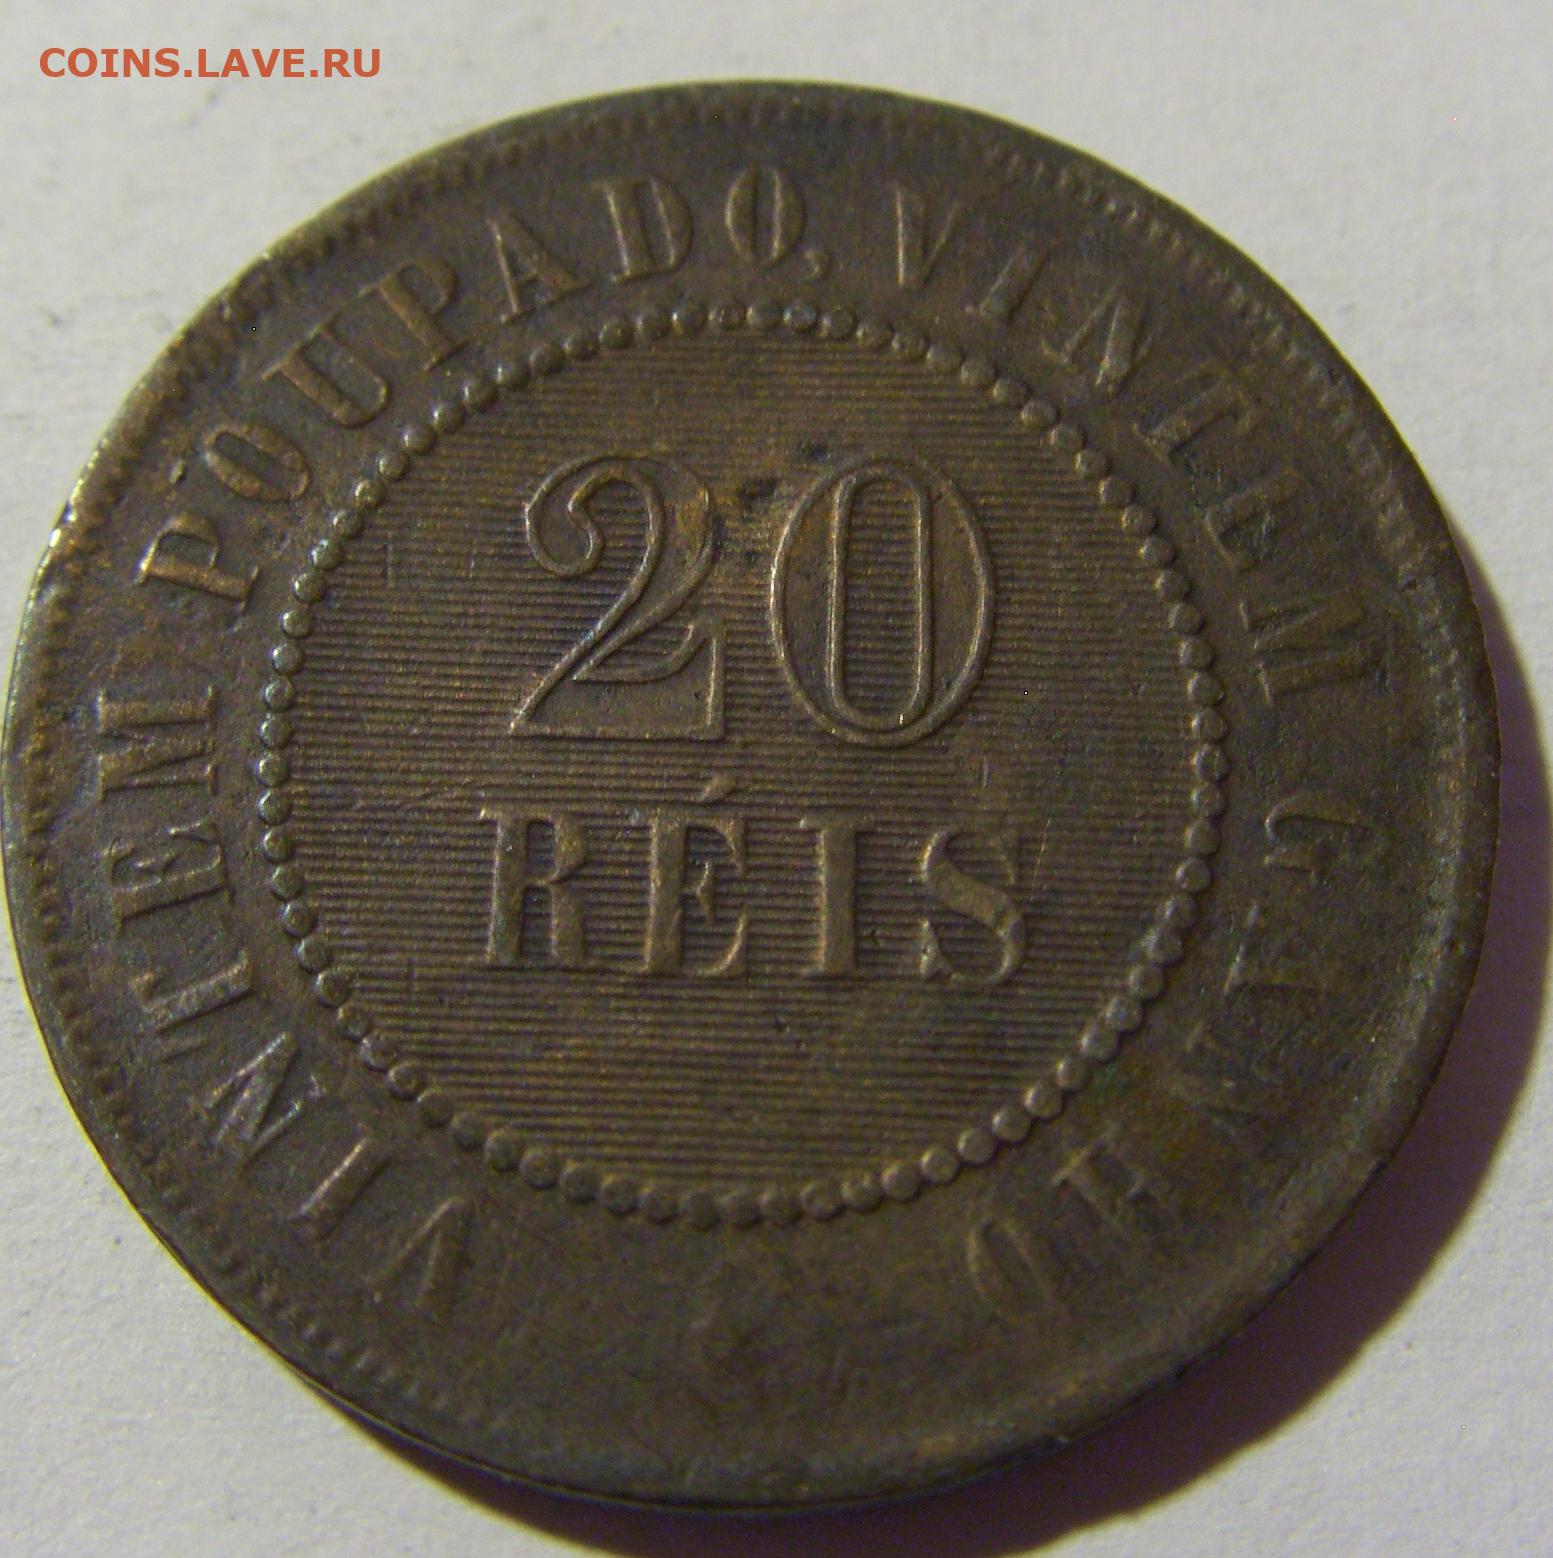 COINS.LAVE.RU
VINTEM POUPADO, VINTEM GANHO
20
RÉIS